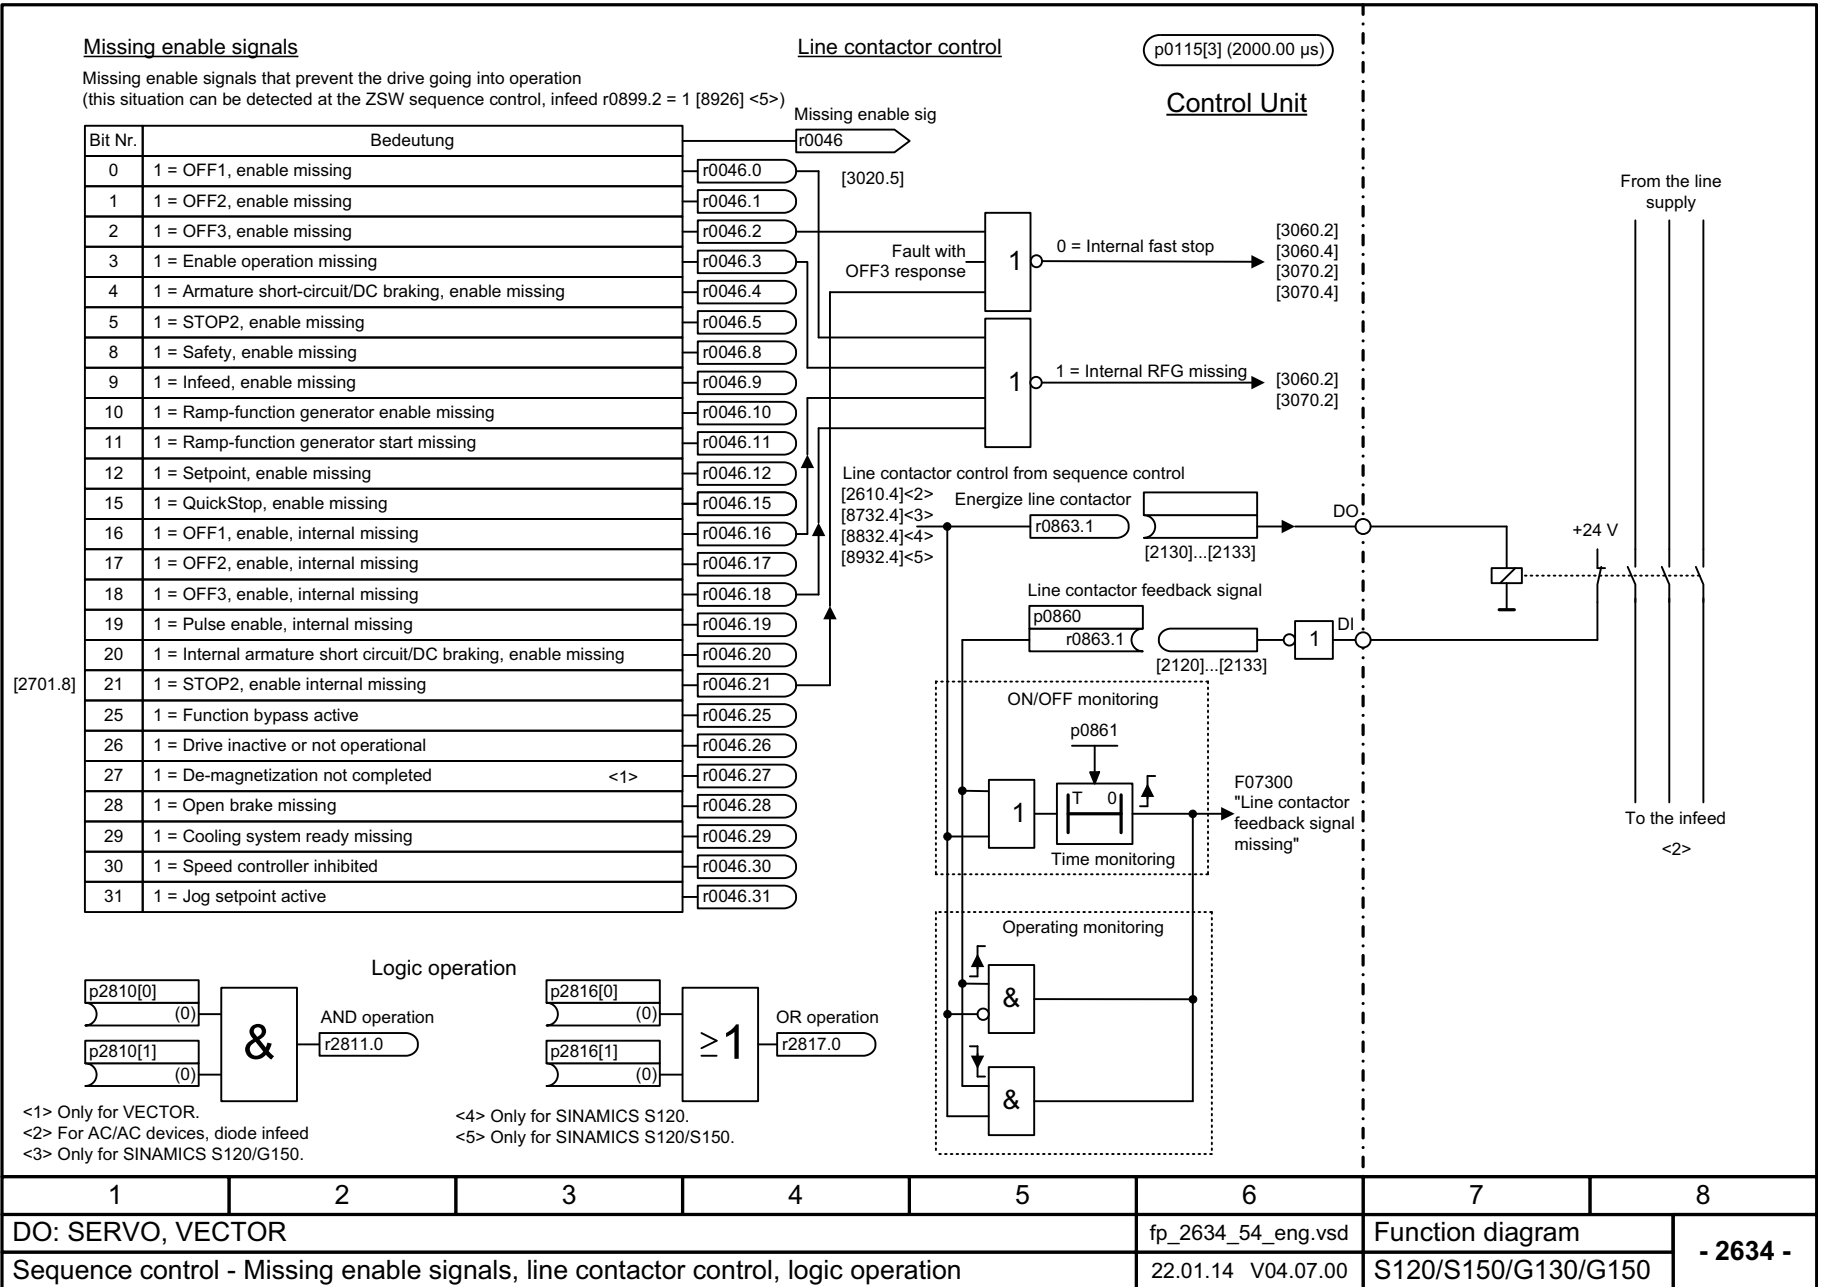 Missing enable signals
Missing enable signals that prevent the drive going into operation
(this situation can be detected at the ZSW sequence control, infeed r0899.2 = 1 [8926] <5>)
Bit Nr. Bedeutung
0 1 = OFF1, enable missing r0046.0
1 1 = OFF2, enable missing r0046.1
2 1 = OFF3, enable missing r0046.2
3 1 = Enable operation missing r0046.3
4 1 = Armature short-circuit/DC braking, enable missing r0046.4
5 1 = STOP2, enable missing r0046.5
8 1 = Safety, enable missing r0046.8
9 1 = Infeed, enable missing r0046.9
10 1 = Ramp-function generator enable missing r0046.10
11 1 = Ramp-function generator start missing r0046.11
12 1 = Setpoint, enable missing r0046.12
15 1 = QuickStop, enable missing r0046.15
16 1 = OFF1, enable, internal missing r0046.16
17 1 = OFF2, enable, internal missing r0046.17
18 1 = OFF3, enable, internal missing r0046.18
19 1 = Pulse enable, internal missing r0046.19
20 1 = Internal armature short circuit/DC braking, enable missing r0046.20
[2701.8] 21 1 = STOP2, enable internal missing r0046.21
25 1 = Function bypass active r0046.25
26 1 = Drive inactive or not operational r0046.26
27 1 = De-magnetization not completed <1> r0046.27
28 1 = Open brake missing r0046.28
29 1 = Cooling system ready missing r0046.29
30 1 = Speed controller inhibited r0046.30
31 1 = Jog setpoint active r0046.31
Line contactor control
p0115[3] (2000.00 µs)
Control Unit
Missing enable sig
r0046
[3020.5]
Fault with
OFF3 response
1
0 = Internal fast stop
[3060.2]
[3060.4]
[3070.2]
[3070.4]
1
1 = Internal RFG missing
[3060.2]
[3070.2]
Line contactor control from sequence control
[2610.4]<2>
[8732.4]<3>
[8832.4]<4>
[8932.4]<5>
Energize line contactor
r0863.1
[2130]...[2133]
DO
Line contactor feedback signal
p0860
r0863.1
[2120]...[2133]
1
DI
+24 V
From the line
supply
To the infeed
<2>
ON/OFF monitoring
p0861
1
T 0
Time monitoring
F07300
"Line contactor
feedback signal
missing"
Operating monitoring
&
&
Logic operation
p2810[0]
(0)
p2810[1]
(0)
&
AND operation
r2811.0
p2816[0]
(0)
p2816[1]
(0)
≥1
OR operation
r2817.0
<1> Only for VECTOR.
<2> For AC/AC devices, diode infeed
<3> Only for SINAMICS S120/G150.
<4> Only for SINAMICS S120.
<5> Only for SINAMICS S120/S150.
1 2 3 4 5 6 7 8
DO: SERVO, VECTOR fp_2634_54_eng.vsd Function diagram
- 2634 -
Sequence control - Missing enable signals, line contactor control, logic operation 22.01.14 V04.07.00 S120/S150/G130/G150